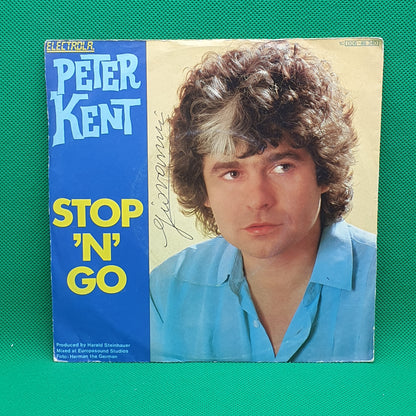 ELECTROLA
PETER
KENT
STOP
'N'
GO
giovanni
Produced by Harald Steinhauer
Mixed at Europasound Studios
Foto: Herman the German